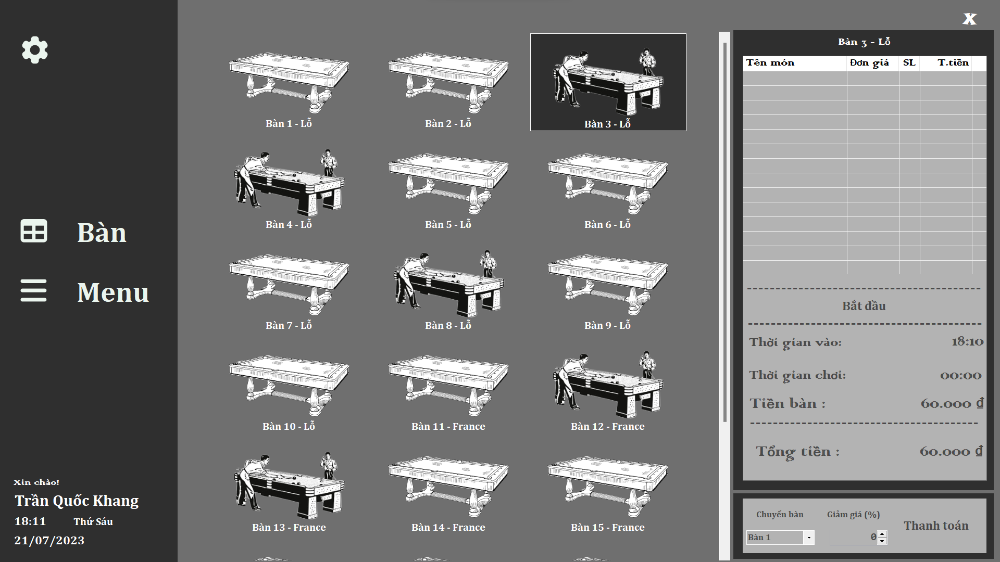 x
Bàn
Menu
Xin chào!
Trần Quốc Khang
18:11 Thứ Sáu
21/07/2023
Bàn 1 - Lỗ
Bàn 2 - Lỗ
Bàn 3 - Lỗ
Bàn 4 - Lỗ
Bàn 5 - Lỗ
Bàn 6 - Lỗ
Bàn 7 - Lỗ
Bàn 8 - Lỗ
Bàn 9 - Lỗ
Bàn 10 - Lỗ
Bàn 11 - France
Bàn 12 - France
Bàn 13 - France
Bàn 14 - France
Bàn 15 - France
Bàn 3 - Lỗ
Tên món Đơn giá SL T.tiền
Bắt đầu
Thời gian vào: 18:10
Thời gian chơi: 00:00
Tiền bàn : 60.000 ₫
Tổng tiền : 60.000 ₫
Chuyển bàn Giảm giá (%)
Thanh toán
Bàn 1 0